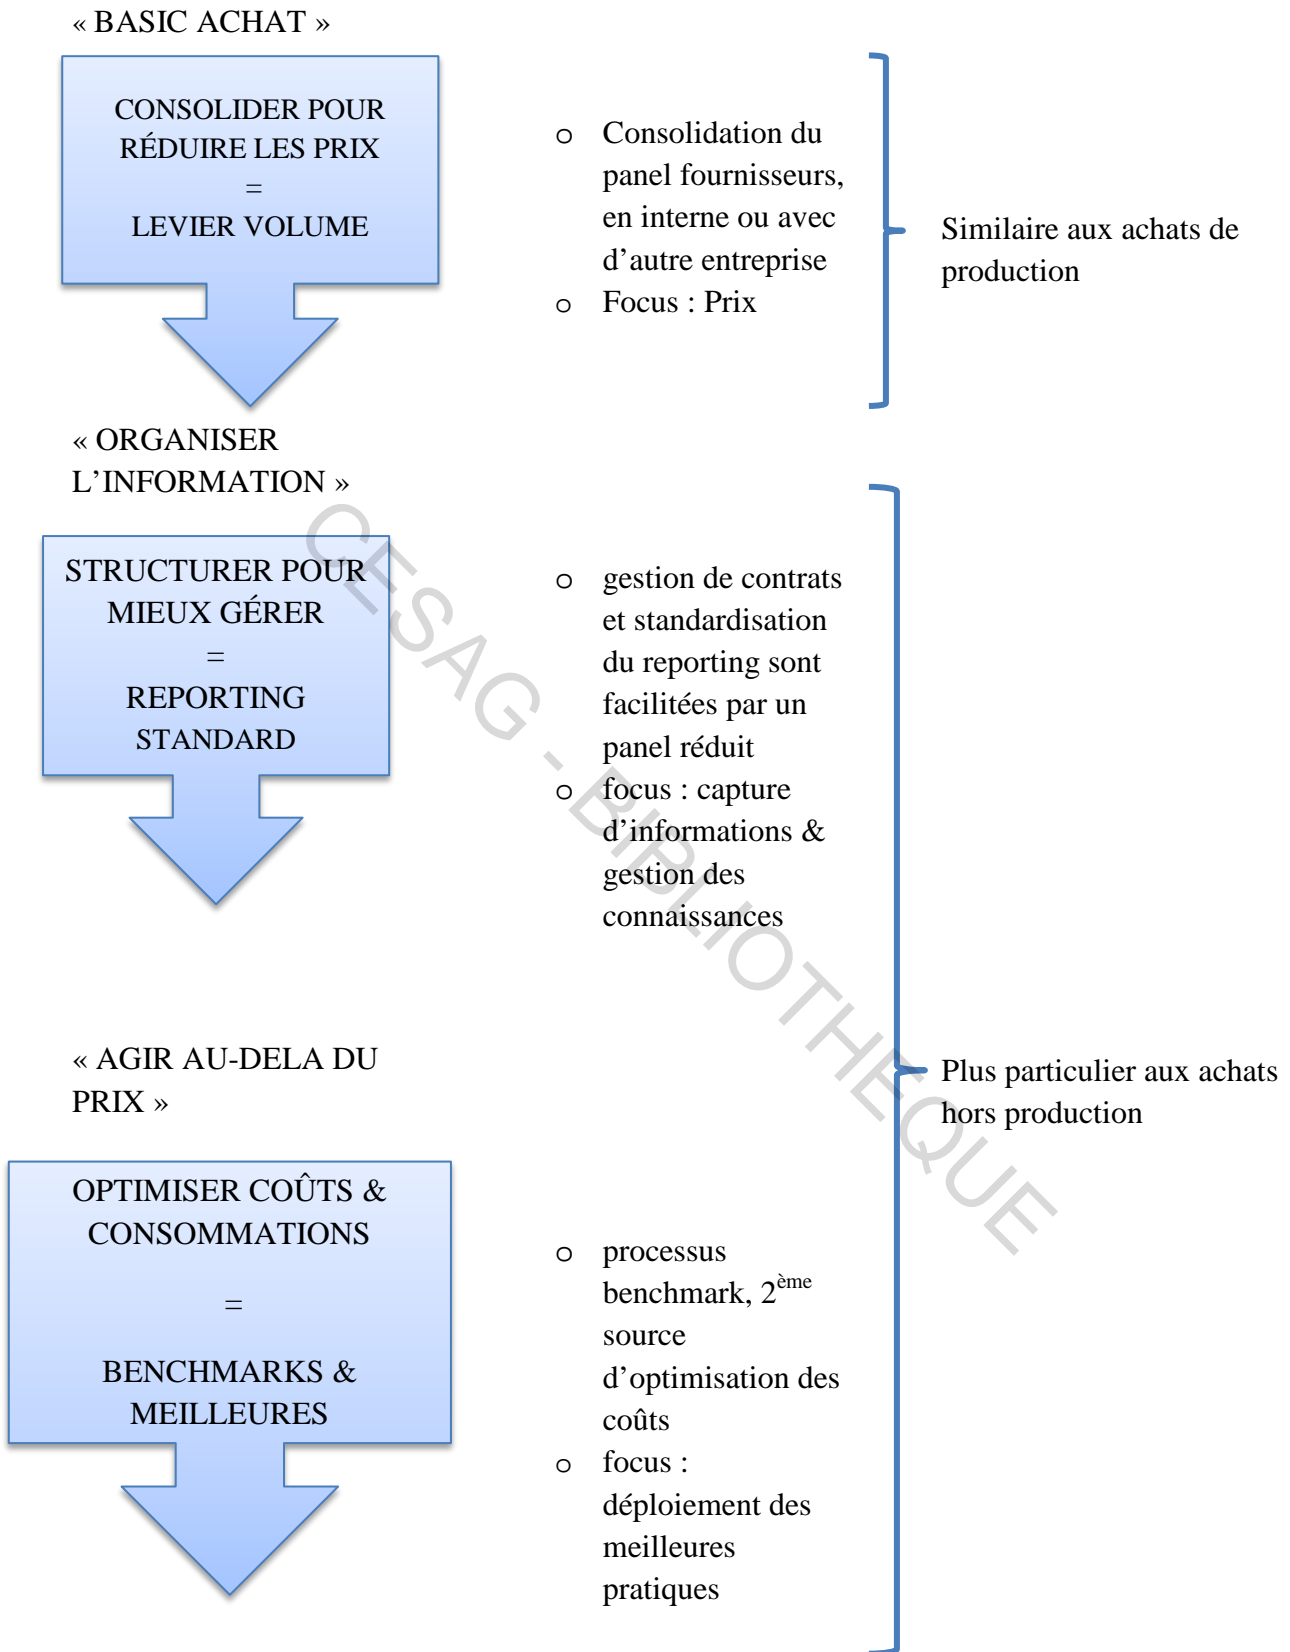 « BASIC ACHAT »
CONSOLIDER POUR
RÉDUIRE LES PRIX
=
LEVIER VOLUME
o Consolidation du
panel fournisseurs,
en interne ou avec
d’autre entreprise
o Focus : Prix
Similaire aux achats de
production
« ORGANISER
L’INFORMATION »
STRUCTURER POUR
MIEUX GÉRER
=
REPORTING
STANDARD
o gestion de contrats
et standardisation
du reporting sont
facilitées par un
panel réduit
o focus : capture
d’informations &
gestion des
connaissances
« AGIR AU-DELA DU
PRIX »
OPTIMISER COÛTS &
CONSOMMATIONS
=
BENCHMARKS &
MEILLEURES
o processus
benchmark, 2ème
source
d’optimisation des
coûts
o focus :
déploiement des
meilleures
pratiques
Plus particulier aux achats
hors production
CESAG - BIBLIOTHEQUE